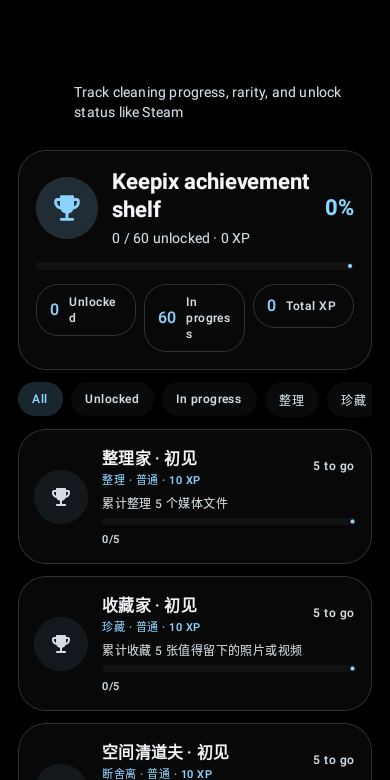 Track cleaning progress, rarity, and unlock
status like Steam
Keepix achievement
shelf
0%
0 / 60 unlocked · 0 XP
0
Unlocke
d
60
In
progres
s
0
Total XP
All
Unlocked
In progress
整理
珍藏
整理家 · 初见
5 to go
整理 · 普通 · 10 XP
累计整理 5 个媒体文件
0/5
收藏家 · 初见
5 to go
珍藏 · 普通 · 10 XP
累计收藏 5 张值得留下的照片或视频
0/5
空间清道夫 · 初见
5 to go
断舍离 · 普通 · 10 XP